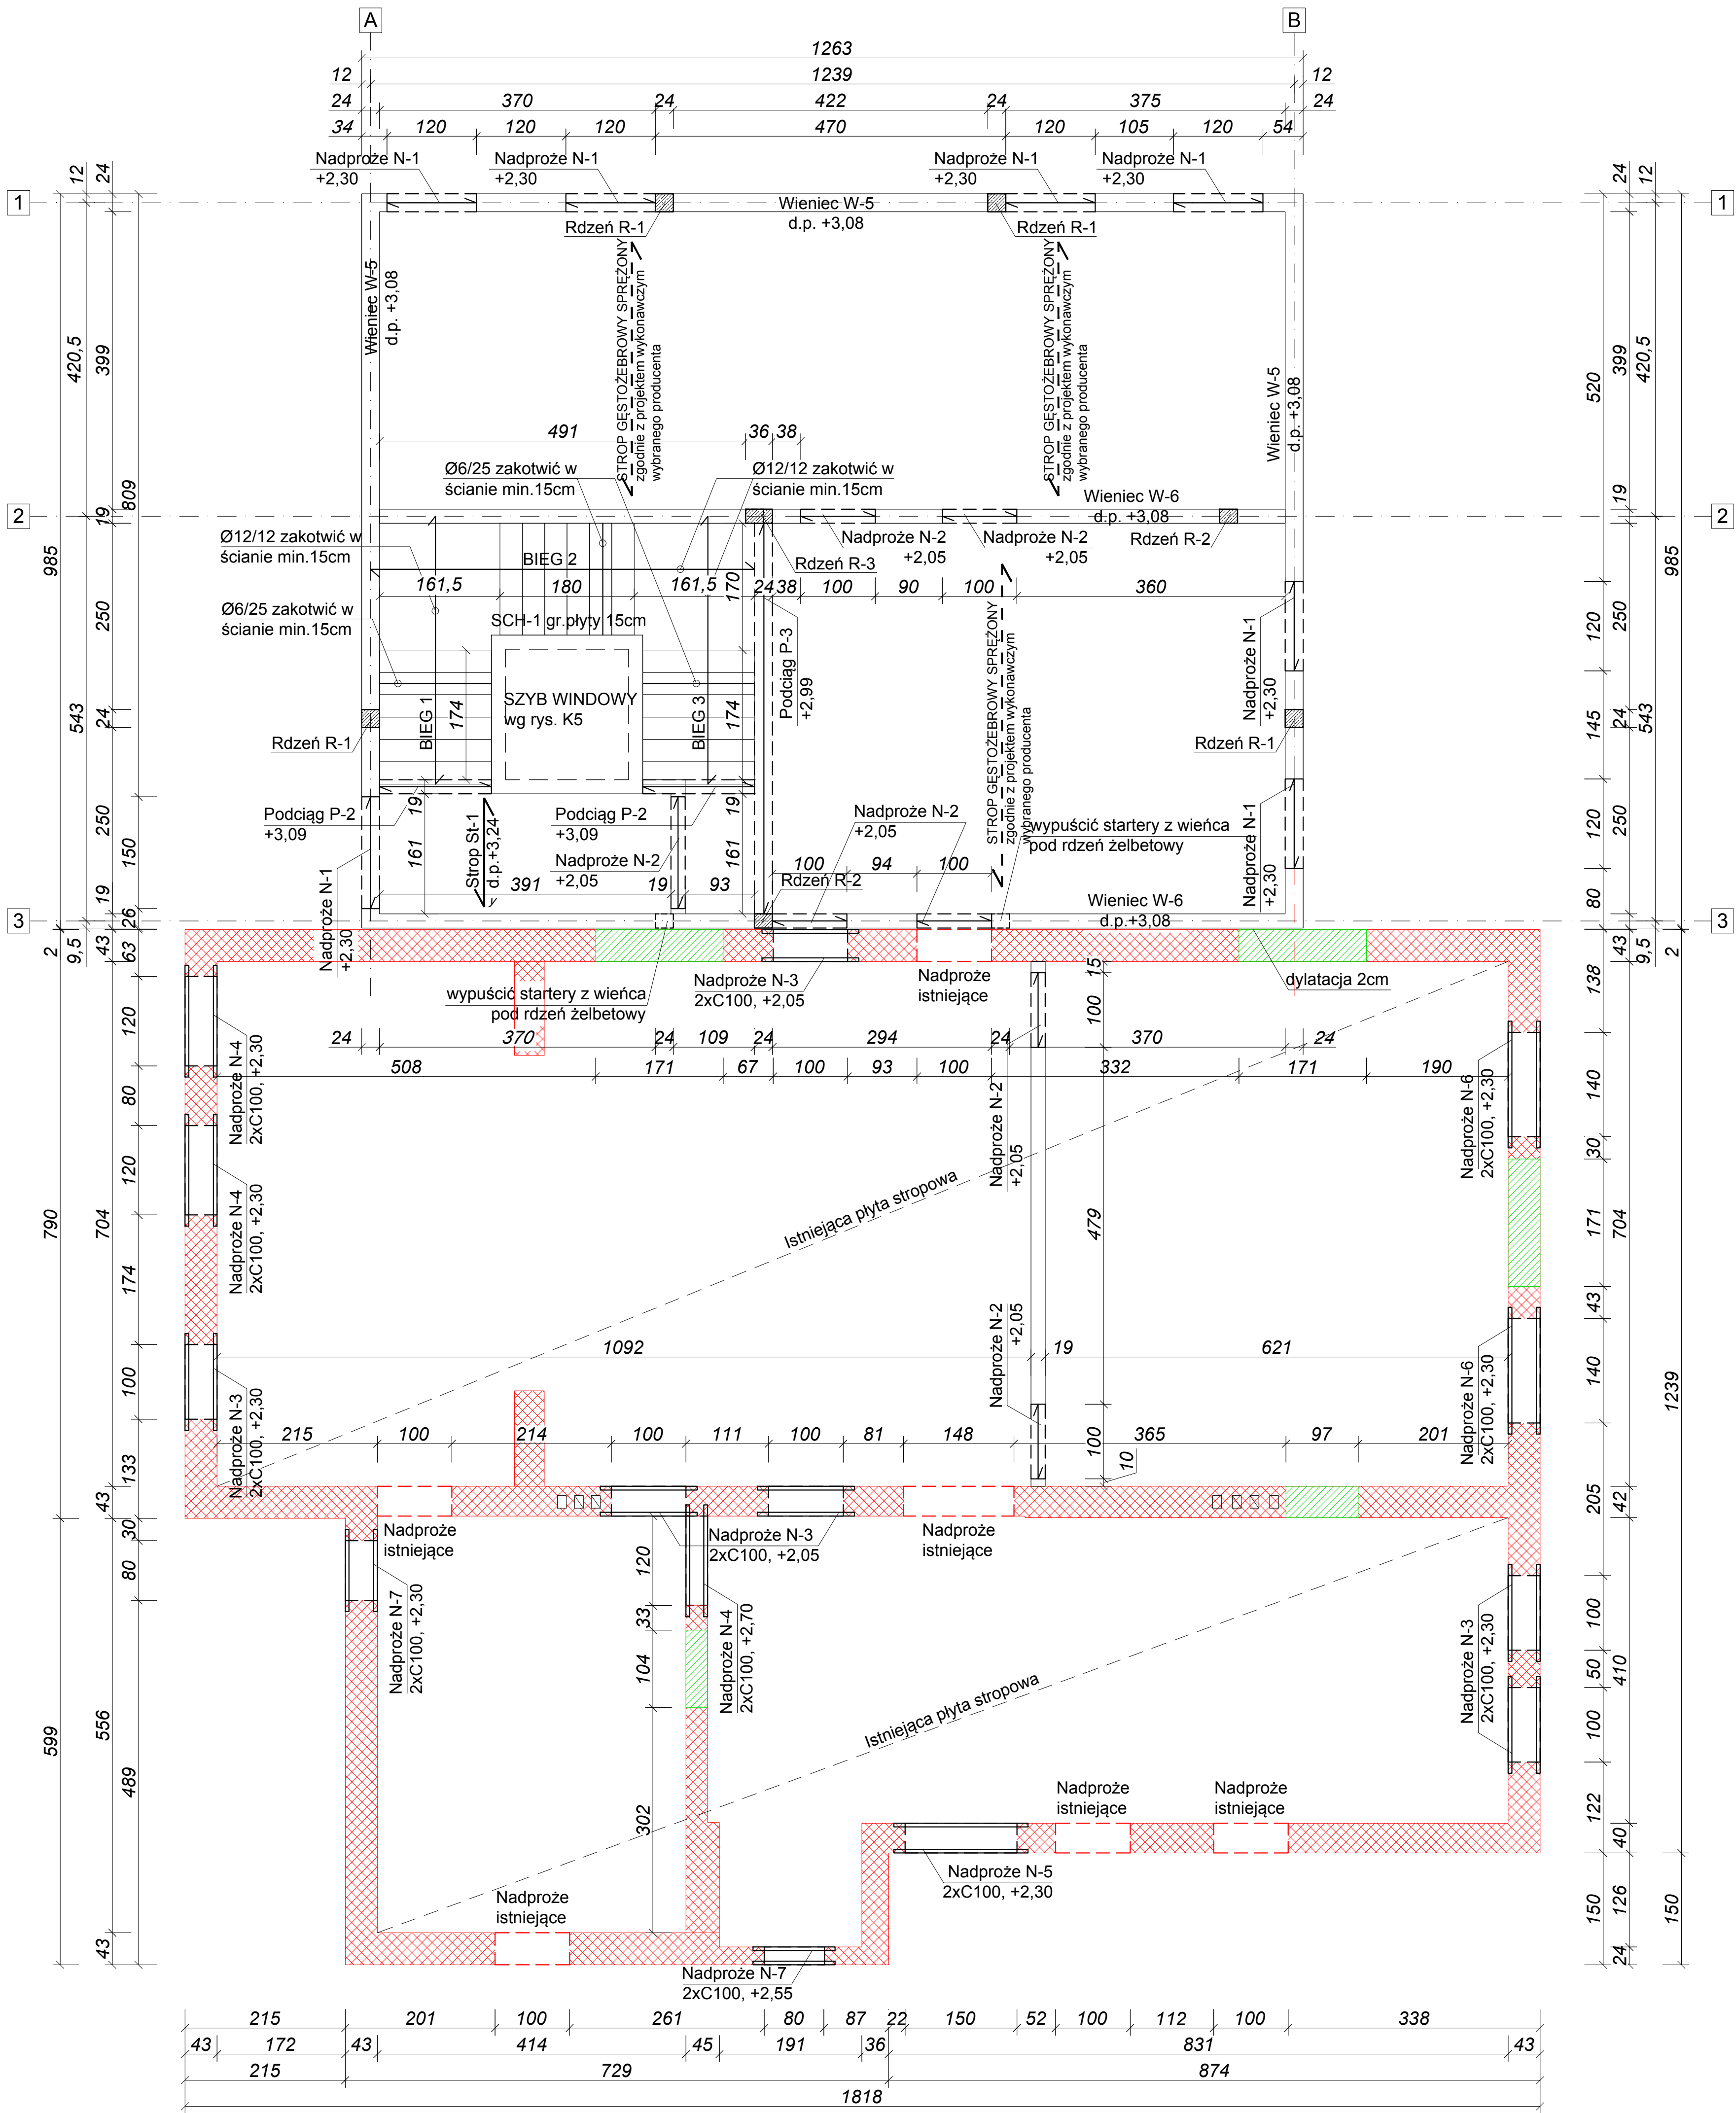 A
B
1263
12
1239
12
24
370
24
422
24
375
24
34
120
120
120
470
120
105
120
54
Nadproże N-1
+2,30
Nadproże N-1
+2,30
Nadproże N-1
+2,30
Nadproże N-1
+2,30
12
24
24
12
1
1
Wieniec W-5
d.p. +3,08
Rdzeń R-1
Rdzeń R-1
Wieniec W-5
d.p. +3,08
STROP GĘSTOŻEBROWY SPRĘŻONY
zgodnie z projektem wykonawczym
wybranego producenta
STROP GĘSTOŻEBROWY SPRĘŻONY
zgodnie z projektem wykonawczym
wybranego producenta
Wieniec W-5
d.p. +3,08
420,5
399
809
520
399
420,5
491
36
38
Ø6/25 zakotwić w
ścianie min.15cm
Ø12/12 zakotwić w
ścianie min.15cm
Wieniec W-6
d.p. +3,08
2
19
19
2
Ø12/12 zakotwić w
ścianie min.15cm
BIEG 2
Nadproże N-2
+2,05
Nadproże N-2
+2,05
Rdzeń R-2
Rdzeń R-3
985
985
161,5
180
161,5
170
24
38
100
90
100
360
Ø6/25 zakotwić w
ścianie min.15cm
SCH-1 gr.płyty 15cm
250
120
250
Podciąg P-3
+2,99
STROP GĘSTOŻEBROWY SPRĘŻONY
zgodnie z projektem wykonawczym
wybranego producenta
Nadproże N-1
+2,30
SZYB WINDOWY
wg rys. K5
BIEG 1
174
BIEG 3
174
543
24
145
24
543
Rdzeń R-1
Rdzeń R-1
Podciąg P-2
+3,09
19
Strop St-1
d.p.+3,24
Podciąg P-2
+3,09
19
Nadproże N-2
+2,05
wypuścić startery z wieńca
pod rdzeń żelbetowy
Nadproże N-1
+2,30
250
150
120
250
161
Nadproże N-2
+2,05
161
100
94
100
391
19
93
Rdzeń R-2
Wieniec W-6
d.p.+3,08
19
80
3
26
3
Nadproże N-1
+2,30
2
9,5
43
63
43
9,5
2
Nadproże N-3
2xC100, +2,05
Nadproże
istniejące
dylatacja 2cm
wypuścić startery z wieńca
pod rdzeń żelbetowy
15
100
138
120
24
370
24
109
24
294
24
370
24
508
171
67
100
93
100
332
171
190
Nadproże N-4
2xC100, +2,30
80
Nadproże N-2
+2,05
Nadproże N-6
2xC100, +2,30
140
30
120
Nadproże N-4
2xC100, +2,30
Istniejąca płyta stropowa
790
704
479
171
704
174
43
Nadproże N-2
+2,05
1092
19
621
100
Nadproże N-3
2xC100, +2,30
Nadproże N-6
2xC100, +2,30
140
1239
215
100
214
100
111
100
81
148
365
97
201
133
100
10
43
205
42
30
Nadproże
istniejące
Nadproże N-3
2xC100, +2,05
Nadproże
istniejące
80
Nadproże N-7
2xC100, +2,30
120
33
Nadproże N-4
2xC100, +2,70
104
Nadproże N-3
2xC100, +2,30
100
50
410
100
Istniejąca płyta stropowa
599
556
489
302
Nadproże
istniejące
Nadproże
istniejące
122
40
Nadproże N-5
2xC100, +2,30
Nadproże
istniejące
150
126
150
43
24
Nadproże N-7
2xC100, +2,55
215
201
100
261
80
87
22
150
52
100
112
100
338
43
172
43
414
45
191
36
831
43
215
729
874
1818